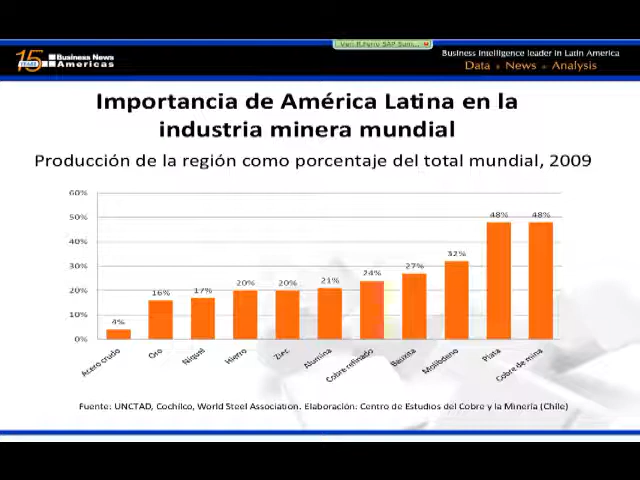 15
YEARS
Business News
Americas
Business Intelligence leader in Latin America
Data + News + Analysis
Importancia de América Latina en la
industria minera mundial
Producción de la región como porcentaje del total mundial, 2009
60%
50%
40%
30%
20%
10%
0%
4%
16%
17%
20%
20%
21%
24%
27%
32%
48%
48%
Acero crudo
Oro
Níquel
Hierro
Zinc
Alumina
Cobre refinado
Bauxita
Molibdeno
Plata
Cobre de mina
Fuente: UNCTAD, Cochilco, World Steel Association. Elaboración: Centro de Estudios del Cobre y la Minería (Chile)